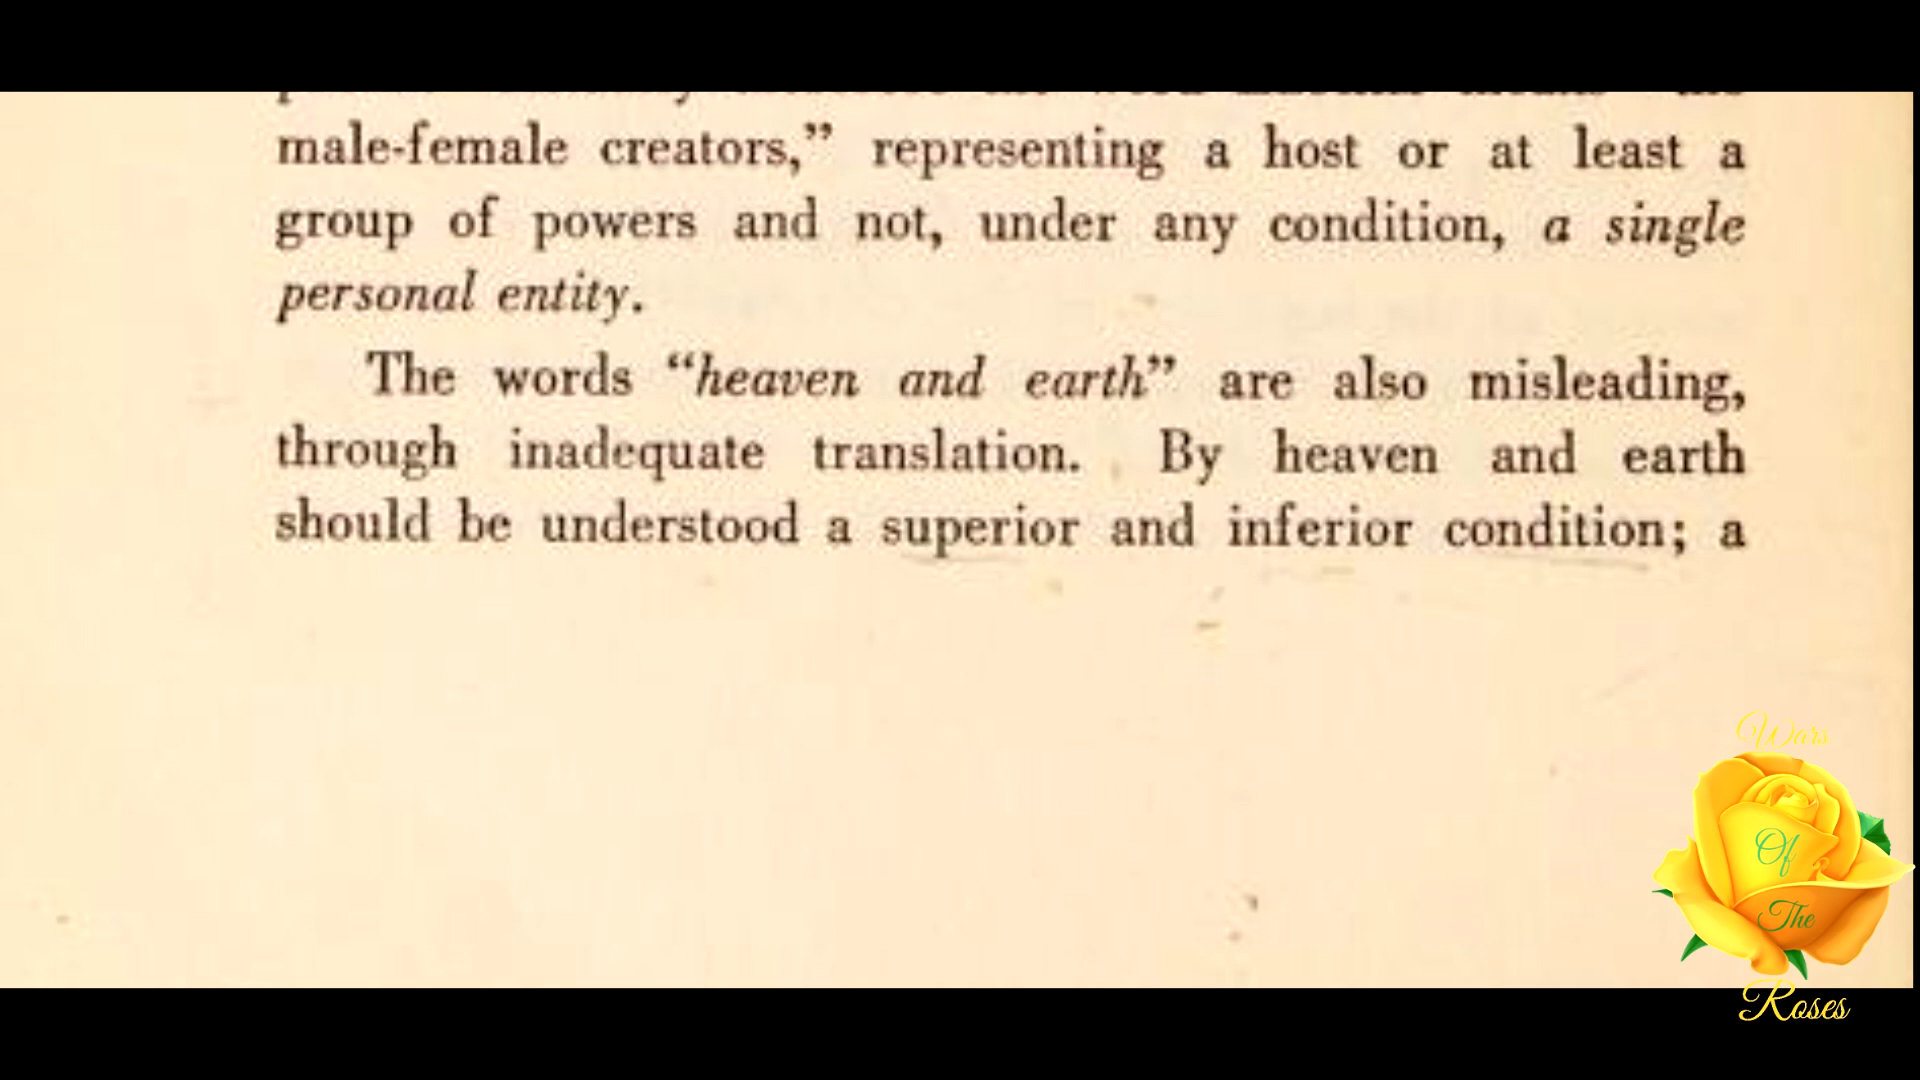 male-female creators,” representing a host or at least a
group of powers and not, under any condition, a single
personal entity.
The words “heaven and earth” are also misleading,
through inadequate translation. By heaven and earth
should be understood a superior and inferior condition; a
Wars
Of
The
Roses